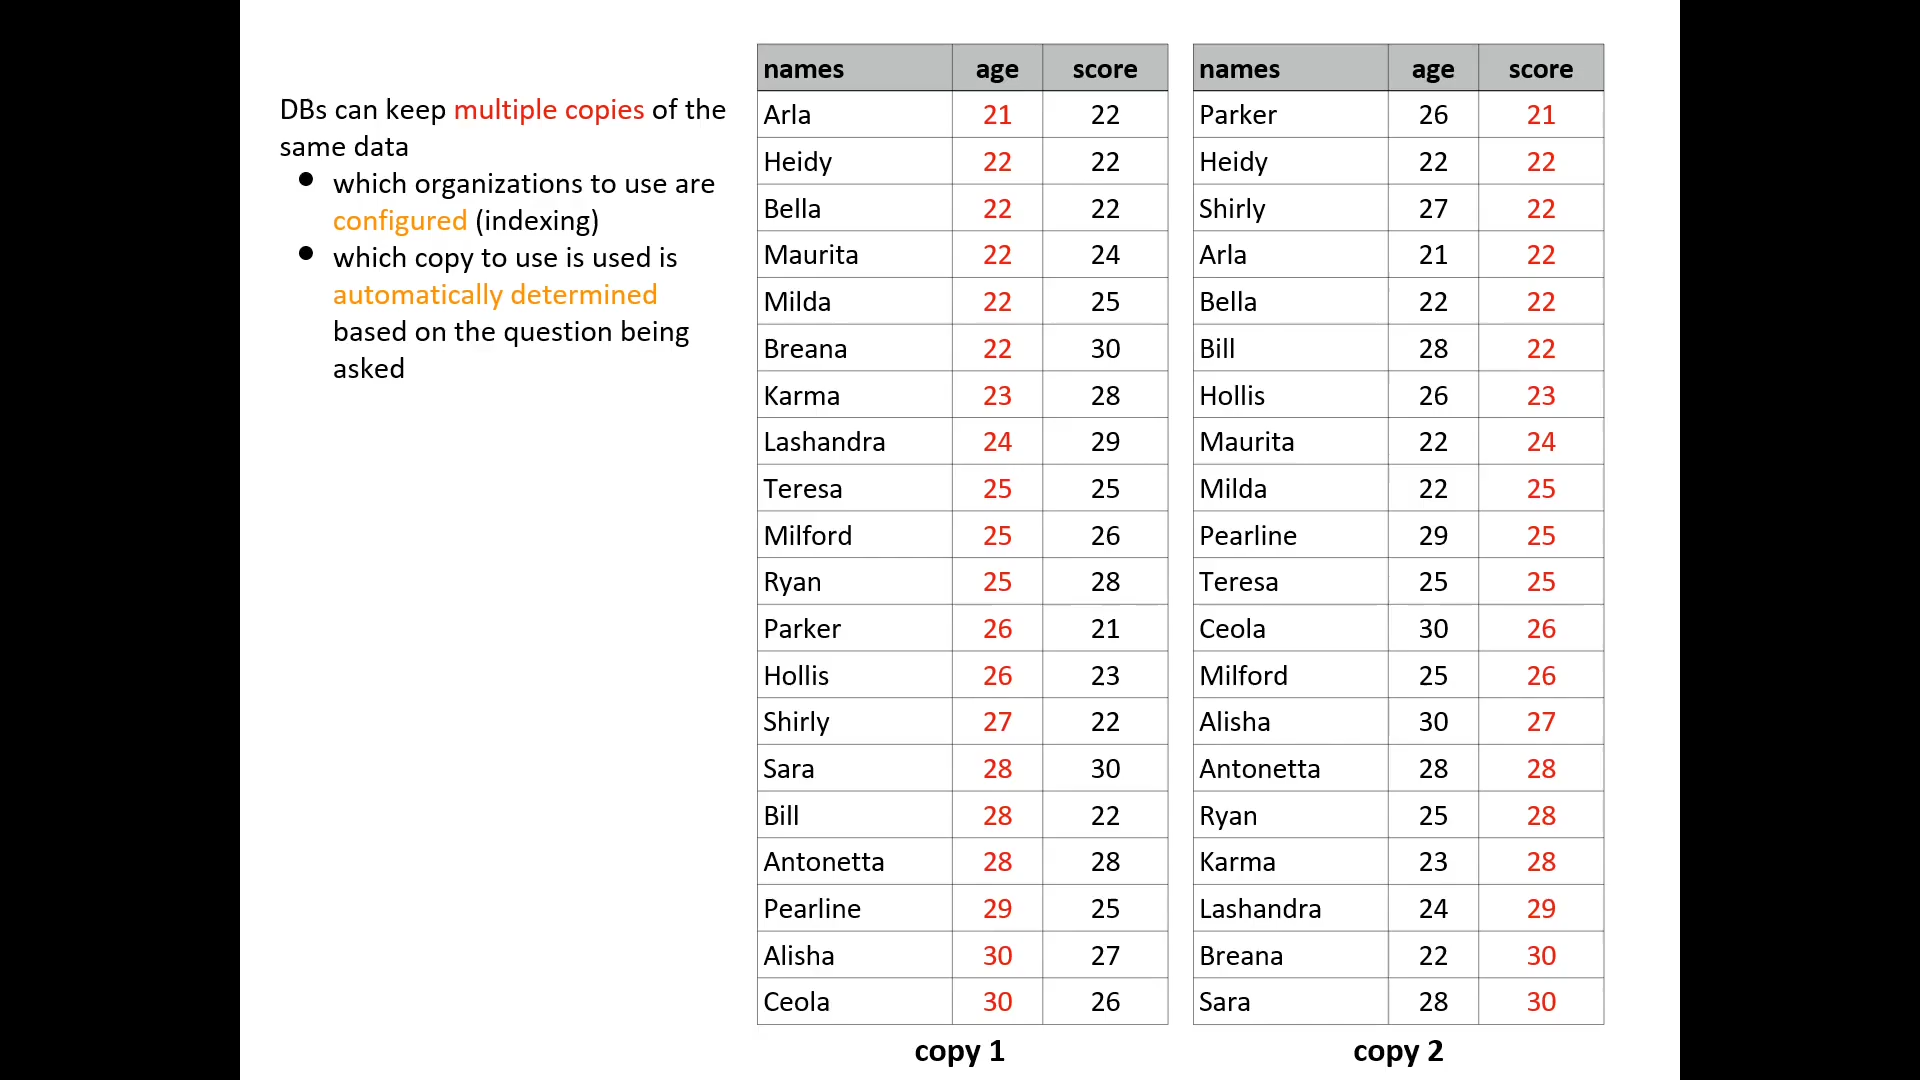 DBs can keep multiple copies of the
same data
● which organizations to use are
configured (indexing)
● which copy to use is used is
automatically determined
based on the question being
asked
names age score
Arla 21 22
Heidy 22 22
Bella 22 22
Maurita 22 24
Milda 22 25
Breana 22 30
Karma 23 28
Lashandra 24 29
Teresa 25 25
Milford 25 26
Ryan 25 28
Parker 26 21
Hollis 26 23
Shirly 27 22
Sara 28 30
Bill 28 22
Antonetta 28 28
Pearline 29 25
Alisha 30 27
Ceola 30 26
copy 1
names age score
Parker 26 21
Heidy 22 22
Shirly 27 22
Arla 21 22
Bella 22 22
Bill 28 22
Hollis 26 23
Maurita 22 24
Milda 22 25
Pearline 29 25
Teresa 25 25
Ceola 30 26
Milford 25 26
Alisha 30 27
Antonetta 28 28
Ryan 25 28
Karma 23 28
Lashandra 24 29
Breana 22 30
Sara 28 30
copy 2